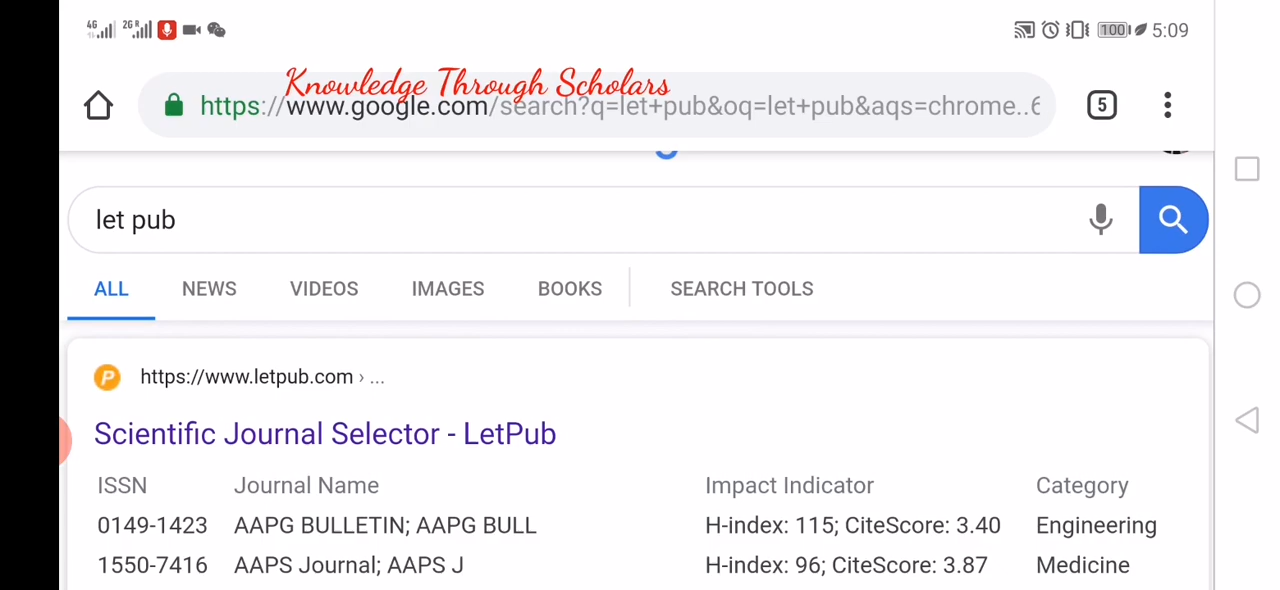 4G 2G R 100 5:09
Knowledge Through Scholars
https://www.google.com/search?q=let+pub&oq=let+pub&aqs=chrome..6
5
let pub
ALL NEWS VIDEOS IMAGES BOOKS SEARCH TOOLS
P https://www.letpub.com › ...
Scientific Journal Selector - LetPub
ISSN Journal Name Impact Indicator Category
0149-1423 AAPG BULLETIN; AAPG BULL H-index: 115; CiteScore: 3.40 Engineering
1550-7416 AAPS Journal; AAPS J H-index: 96; CiteScore: 3.87 Medicine